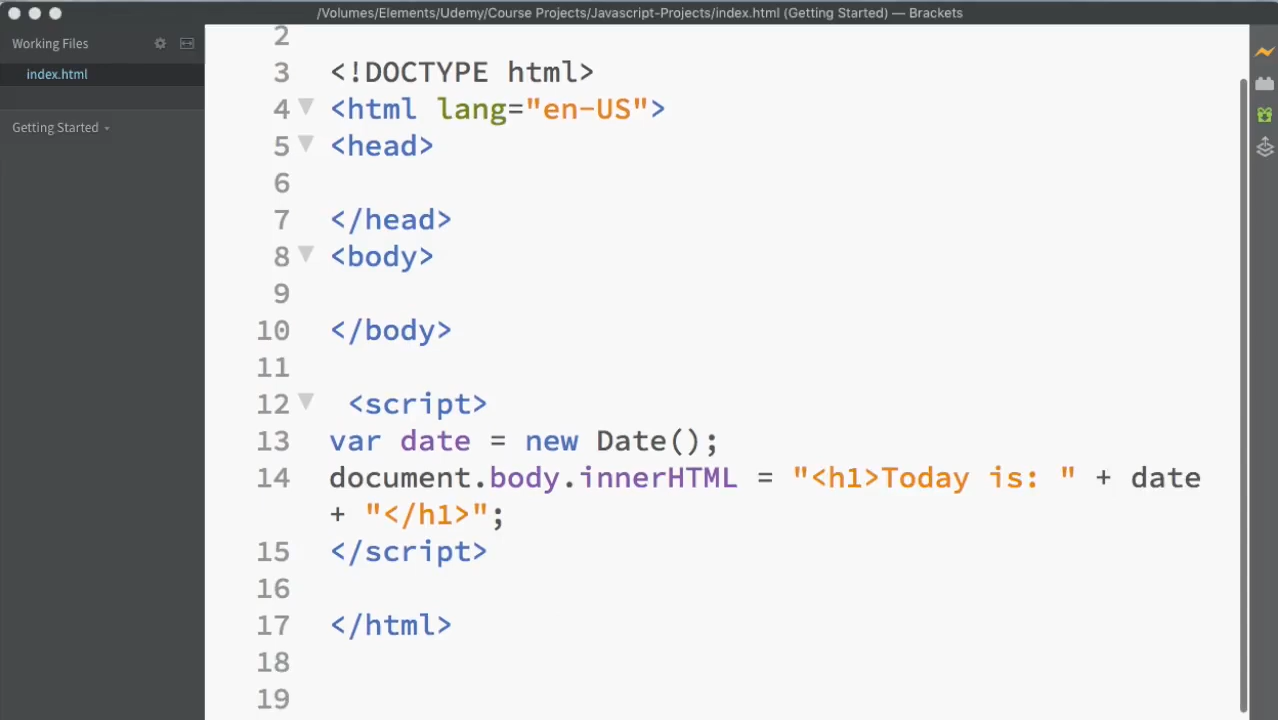 /Volumes/Elements/Udemy/Course Projects/Javascript-Projects/index.html (Getting Started) — Brackets
Working Files
index.html
Getting Started
2
3 <!DOCTYPE html>
4 <html lang="en-US">
5 <head>
6
7 </head>
8 <body>
9
10 </body>
11
12 <script>
13 var date = new Date();
14 document.body.innerHTML = "<h1>Today is: " + date
+ "</h1>";
15 </script>
16
17 </html>
18
19